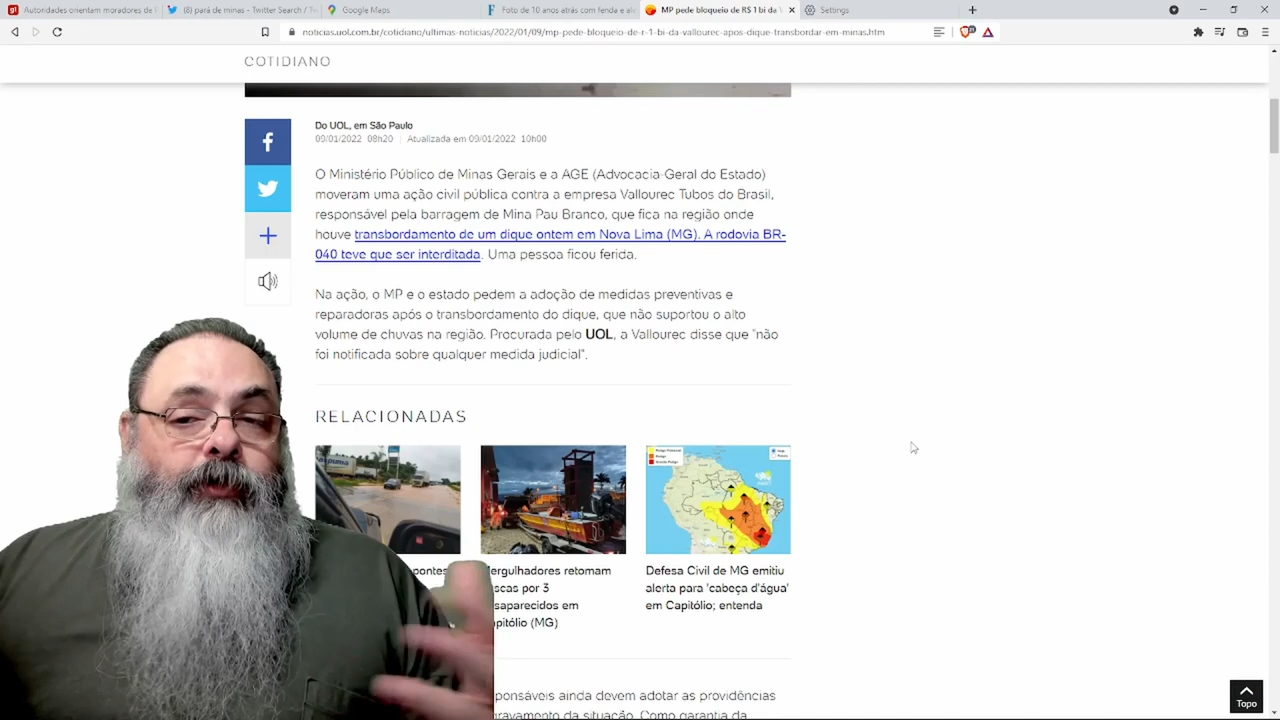 Autoridades orientam moradores de
(8) pará de minas - Twitter Search /
Google Maps
Foto de 10 anos atrás com fenda e
MP pede bloqueio de R$ 1 bi da
Settings
noticias.uol.com.br/cotidiano/ultimas-noticias/2022/01/09/mp-pede-bloqueio-de-r-1-bi-da-vallourec-apos-dique-transbordar-em-minas.htm
COTIDIANO
Do UOL, em São Paulo
09/01/2022 08h20 | Atualizada em 09/01/2022 10h00
O Ministério Público de Minas Gerais e a AGE (Advocacia-Geral do Estado)
moveram uma ação civil pública contra a empresa Vallourec Tubos do Brasil,
responsável pela barragem de Mina Pau Branco, que fica na região onde
houve transbordamento de um dique ontem em Nova Lima (MG). A rodovia BR-
040 teve que ser interditada. Uma pessoa ficou ferida.
Na ação, o MP e o estado pedem a adoção de medidas preventivas e
reparadoras após o transbordamento do dique, que não suportou o alto
volume de chuvas na região. Procurada pelo UOL, a Vallourec disse que "não
foi notificada sobre qualquer medida judicial".
RELACIONADAS
pontes
ergulhadores retomam
scas por 3
saparecidos em
pitólio (MG)
Defesa Civil de MG emitiu
alerta para 'cabeça d'água'
em Capitólio; entenda
ponsáveis ainda devem adotar as providências
gravamento da situação. Como garantia da
Topo